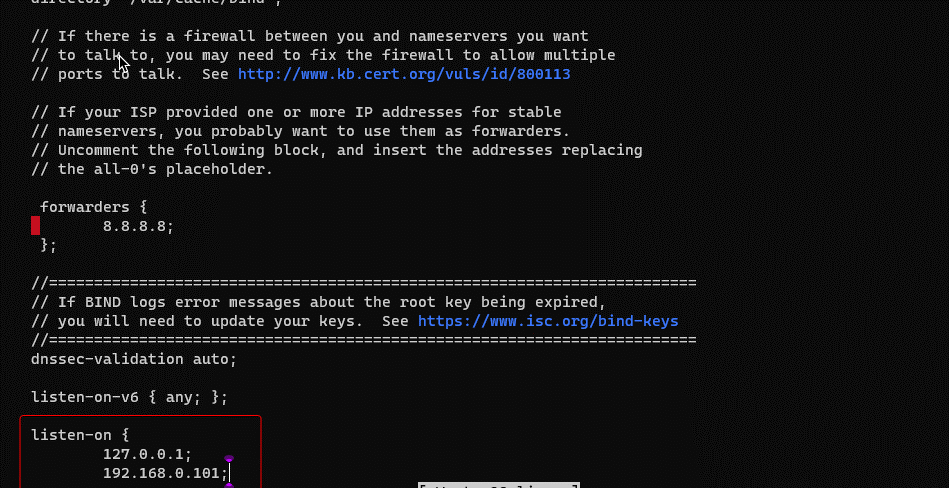 directory "/var/cache/bind";
// If there is a firewall between you and nameservers you want
// to talk to, you may need to fix the firewall to allow multiple
// ports to talk.  See http://www.kb.cert.org/vuls/id/800113
// If your ISP provided one or more IP addresses for stable
// nameservers, you probably want to use them as forwarders.
// Uncomment the following block, and insert the addresses replacing
// the all-0's placeholder.
forwarders {
8.8.8.8;
};
//========================================================================
// If BIND logs error messages about the root key being expired,
// you will need to update your keys.  See https://www.isc.org/bind-keys
//========================================================================
dnssec-validation auto;
listen-on-v6 { any; };
listen-on {
127.0.0.1;
192.168.0.101;